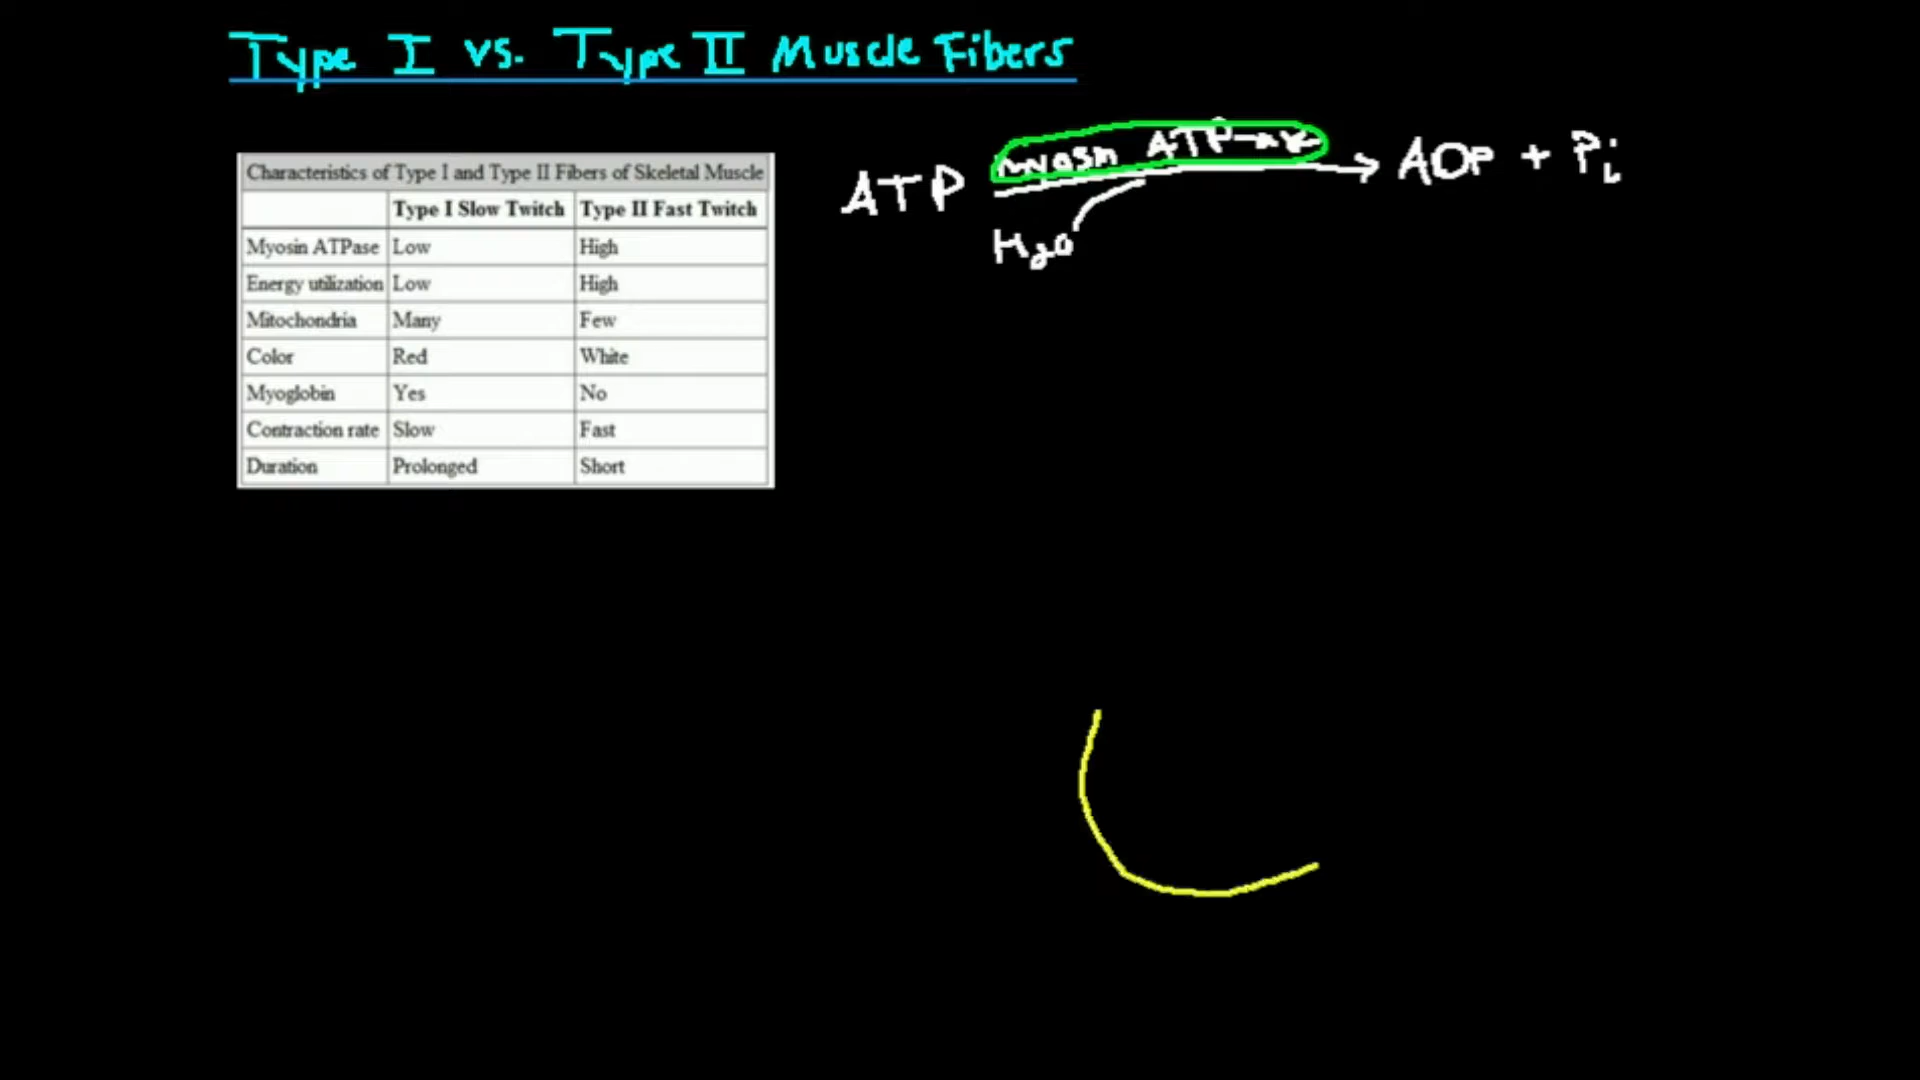 Type I vs. Type II Muscle Fibers
Characteristics of Type I and Type II Fibers of Skeletal Muscle
Type I Slow Twitch Type II Fast Twitch
Myosin ATPase Low High
Energy utilization Low High
Mitochondria Many Few
Color Red White
Myoglobin Yes No
Contraction rate Slow Fast
Duration Prolonged Short
myosin ATP-ase
ATP → ADP + Pi
H2O